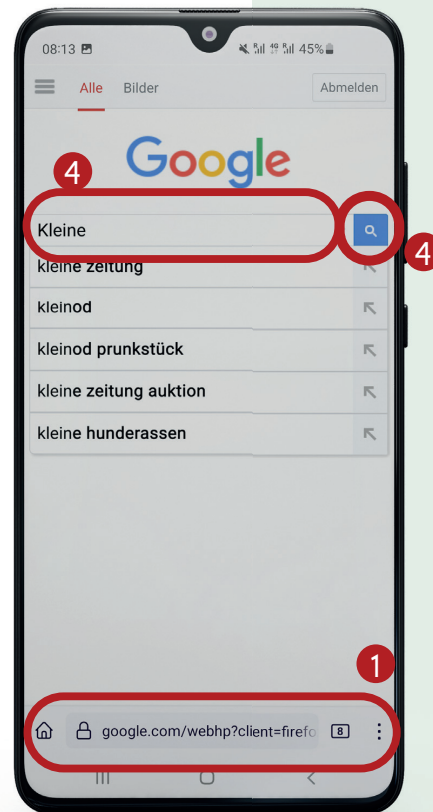 08:13 45%
Alle Bilder Abmelden
Google
4
Kleine
4
kleine zeitung
kleinod
kleinod prunkstück
kleine zeitung auktion
kleine hunderassen
1
google.com/webhp?client=firefo 8